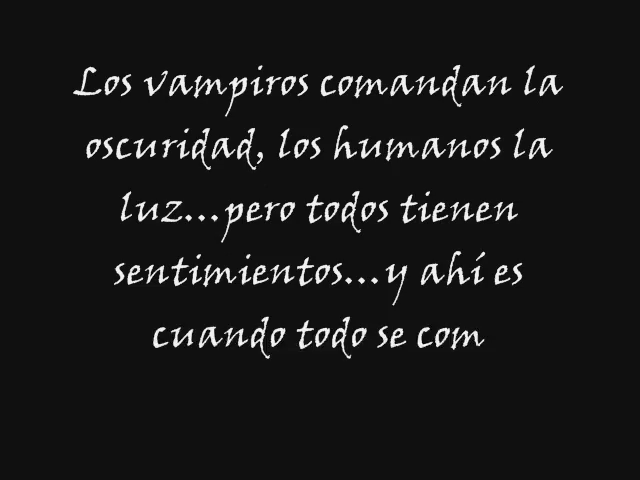 Los vampiros comandan la
oscuridad, los humanos la
luz...pero todos tienen
sentimientos...y ahí es
cuando todo se com